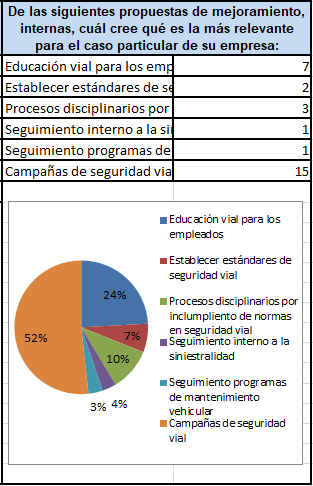 De las siguientes propuestas de mejoramiento,
internas, cuál cree qué es la más relevante
para el caso particular de su empresa:
Educación vial para los emp 7
Establecer estándares de se 2
Procesos disciplinarios por 3
Seguimiento interno a la sin 1
Seguimiento programas de 1
Campañas de seguridad vial 15
Educación vial para los
empleados
Establecer estándares de
seguridad vial
Procesos disciplinarios por
inclumpliento de normas
en seguridad vial
Seguimiento interno a la
siniestralidad
Seguimiento programas
de mantenimiento
vehicular
Campañas de seguridad
vial
24%
7%
10%
4%
3%
52%